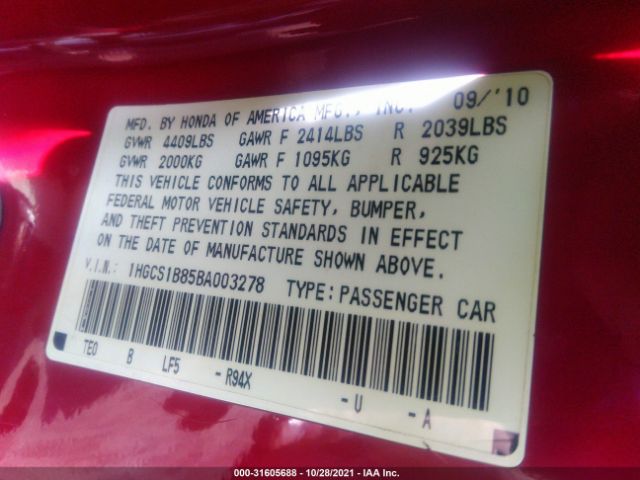 MFD. BY HONDA OF AMERICA MFG., INC. 09/'10
GVWR 4409LBS GAWR F 2414LBS R 2039LBS
GVWR 2000KG GAWR F 1095KG R 925KG
THIS VEHICLE CONFORMS TO ALL APPLICABLE
FEDERAL MOTOR VEHICLE SAFETY, BUMPER,
AND THEFT PREVENTION STANDARDS IN EFFECT
ON THE DATE OF MANUFACTURE SHOWN ABOVE.
V.I.N.: 1HGCS1B85BA003278 TYPE:PASSENGER CAR
TE0 B LF5 - R94X - U - A
000-31605688 - 10/28/2021 - IAA Inc.